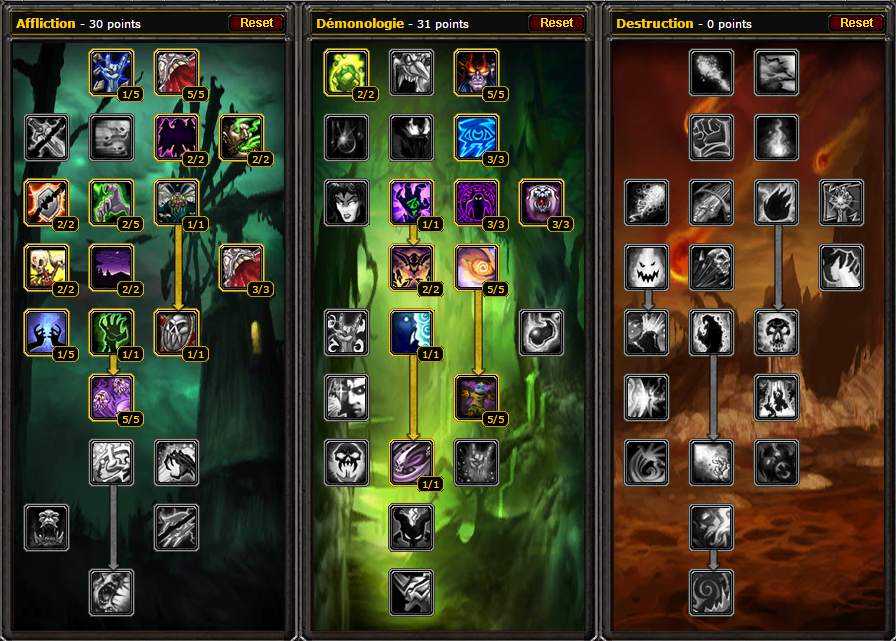 Affliction - 30 points Reset
Démonologie - 31 points Reset
Destruction - 0 points Reset
1/5 5/5
2/2 5/5
2/2 2/2
3/3
2/2 2/5 1/1
1/1 3/3 3/3
2/2 2/2 3/3
2/2 5/5
1/5 1/1 1/1
1/1
5/5
5/5
1/1